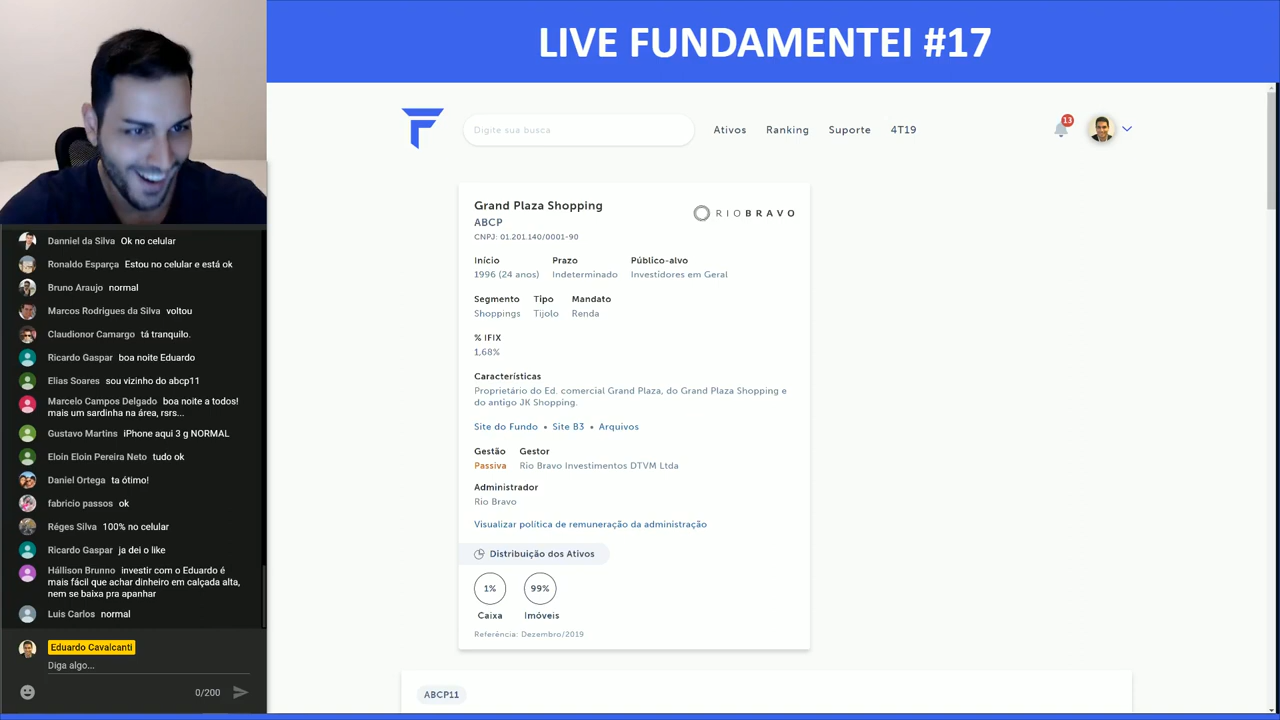 LIVE FUNDAMENTEI #17
Digite sua busca
Ativos
Ranking
Suporte
4T19
13
Grand Plaza Shopping
ABCP
CNPJ: 01.201.140/0001-90
RIOBRAVO
Início Prazo Público-alvo
1996 (24 anos) Indeterminado Investidores em Geral
Segmento Tipo Mandato
Shoppings Tijolo Renda
% IFIX
1,68%
Características
Proprietário do Ed. comercial Grand Plaza, do Grand Plaza Shopping e
do antigo JK Shopping.
Site do Fundo • Site B3 • Arquivos
Gestão Gestor
Passiva Rio Bravo Investimentos DTVM Ltda
Administrador
Rio Bravo
Visualizar política de remuneração da administração
Distribuição dos Ativos
1% 99%
Caixa Imóveis
Referência: Dezembro/2019
ABCP11
Danniel da Silva Ok no celular
Ronaldo Esparça Estou no celular e está ok
Bruno Araujo normal
Marcos Rodrigues da Silva voltou
Claudionor Camargo tá tranquilo.
Ricardo Gaspar boa noite Eduardo
Elias Soares sou vizinho do abcp11
Marcelo Campos Delgado boa noite a todos!
mais um sardinha na área, rsrs...
Gustavo Martins iPhone aqui 3 g NORMAL
Eloin Eloin Pereira Neto tudo ok
Daniel Ortega ta ótimo!
fabricio passos ok
Réges Silva 100% no celular
Ricardo Gaspar ja dei o like
Hállison Brunno investir com o Eduardo é
mais fácil que achar dinheiro em calçada alta,
nem se baixa pra apanhar
Luis Carlos normal
Eduardo Cavalcanti
Diga algo...
0/200